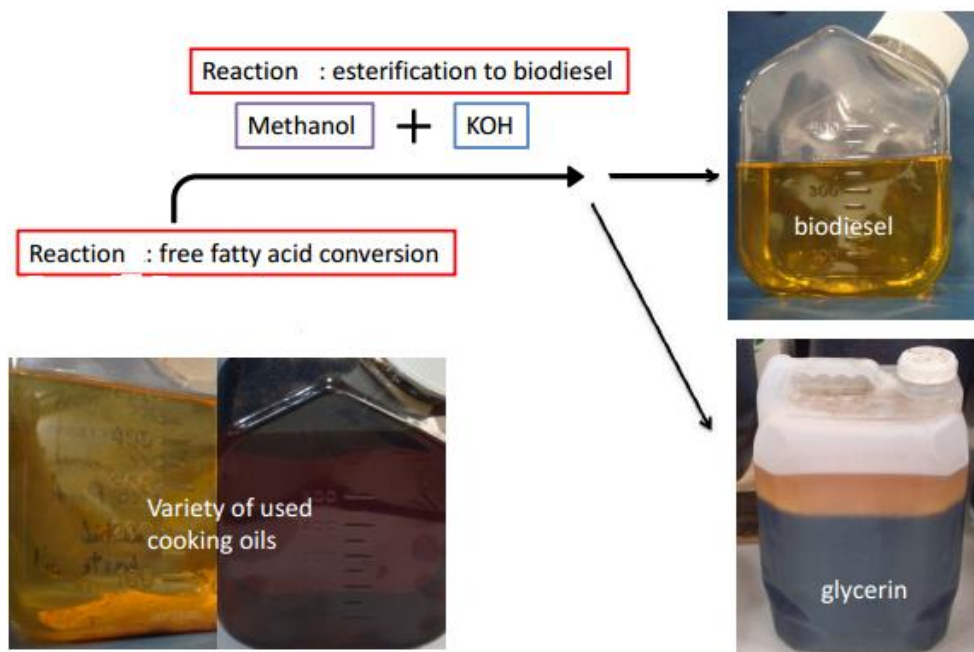 Reaction : esterification to biodiesel
Methanol + KOH
Reaction : free fatty acid conversion
biodiesel
Variety of used
cooking oils
glycerin